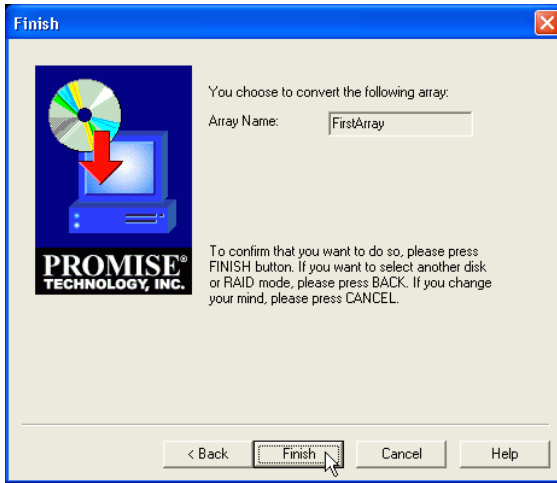 Finish
You choose to convert the following array:
Array Name: FirstArray
PROMISE®
TECHNOLOGY, INC.
To confirm that you want to do so, please press
FINISH button. If you want to select another disk
or RAID mode, please press BACK. If you change
your mind, please press CANCEL.
< Back Finish Cancel Help